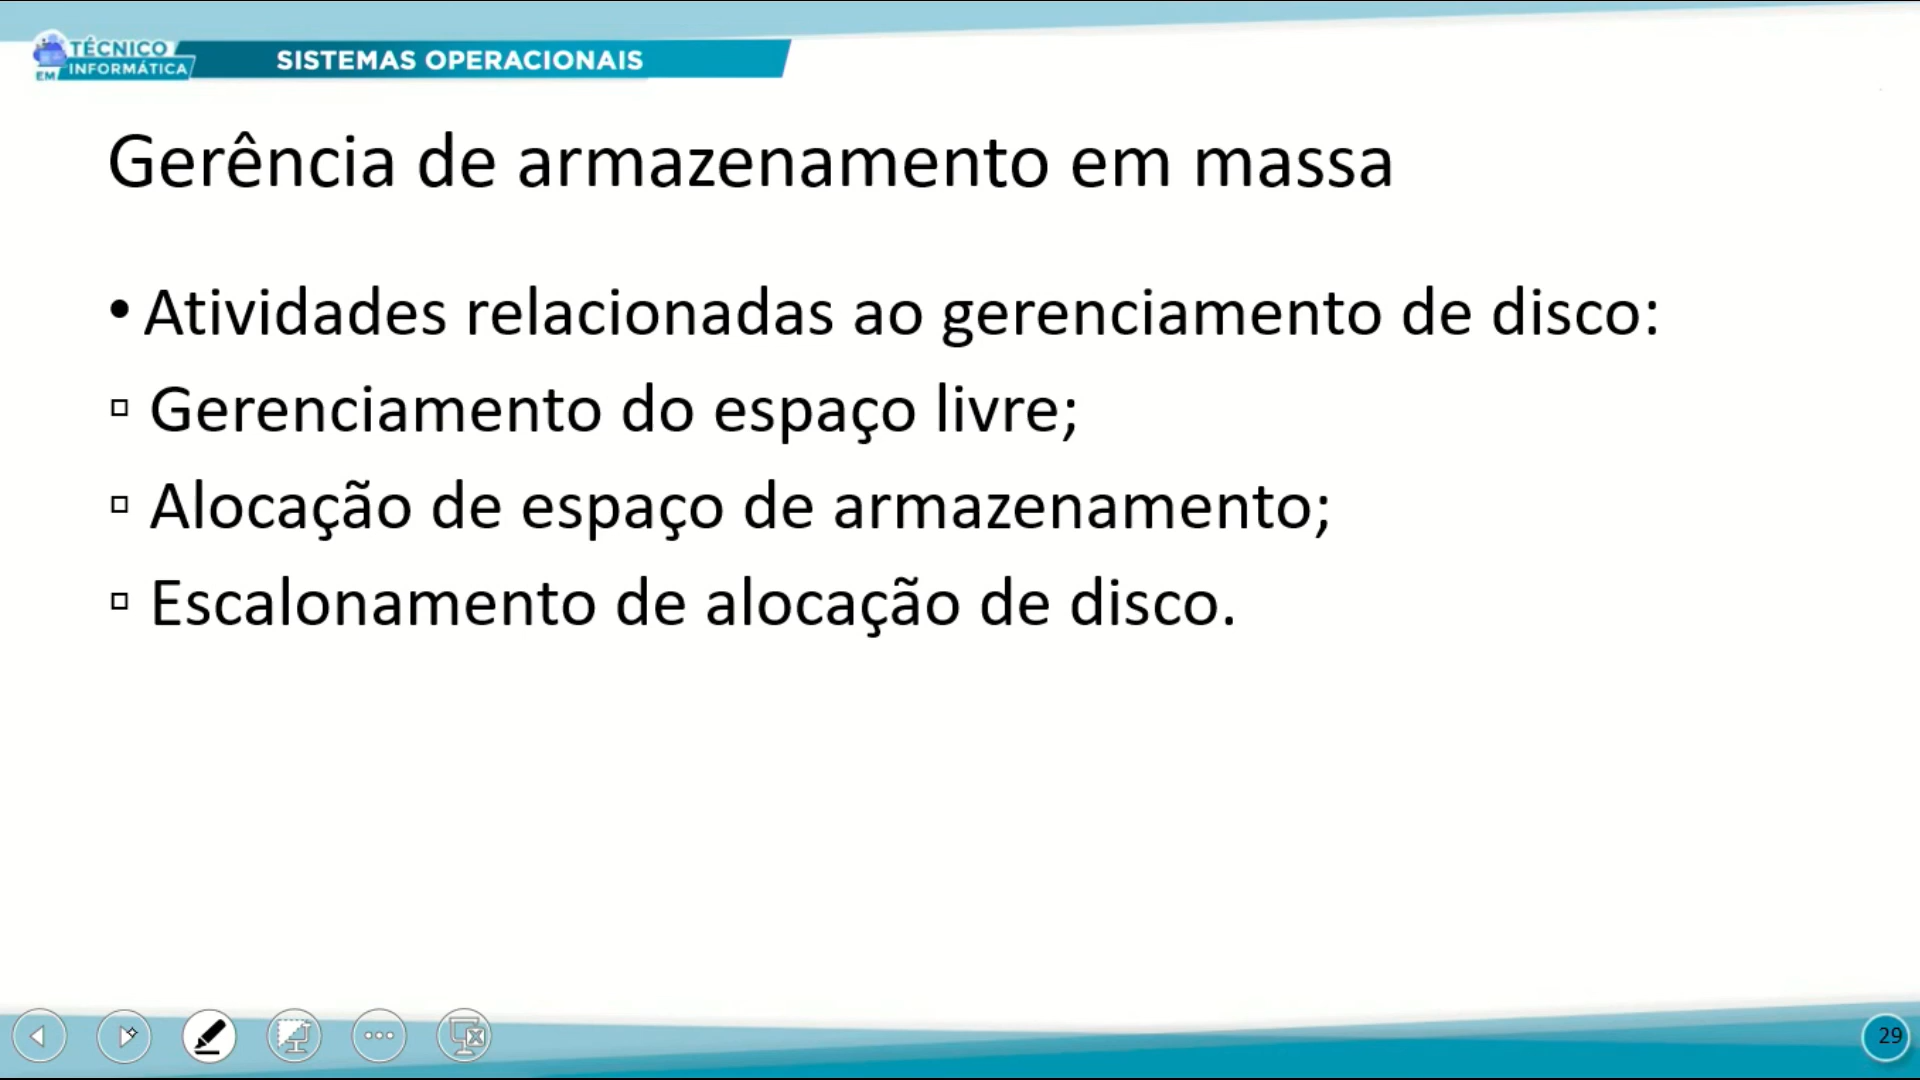 TÉCNICO
EM INFORMÁTICA
SISTEMAS OPERACIONAIS
Gerência de armazenamento em massa
• Atividades relacionadas ao gerenciamento de disco:
▫ Gerenciamento do espaço livre;
▫ Alocação de espaço de armazenamento;
▫ Escalonamento de alocação de disco.
29